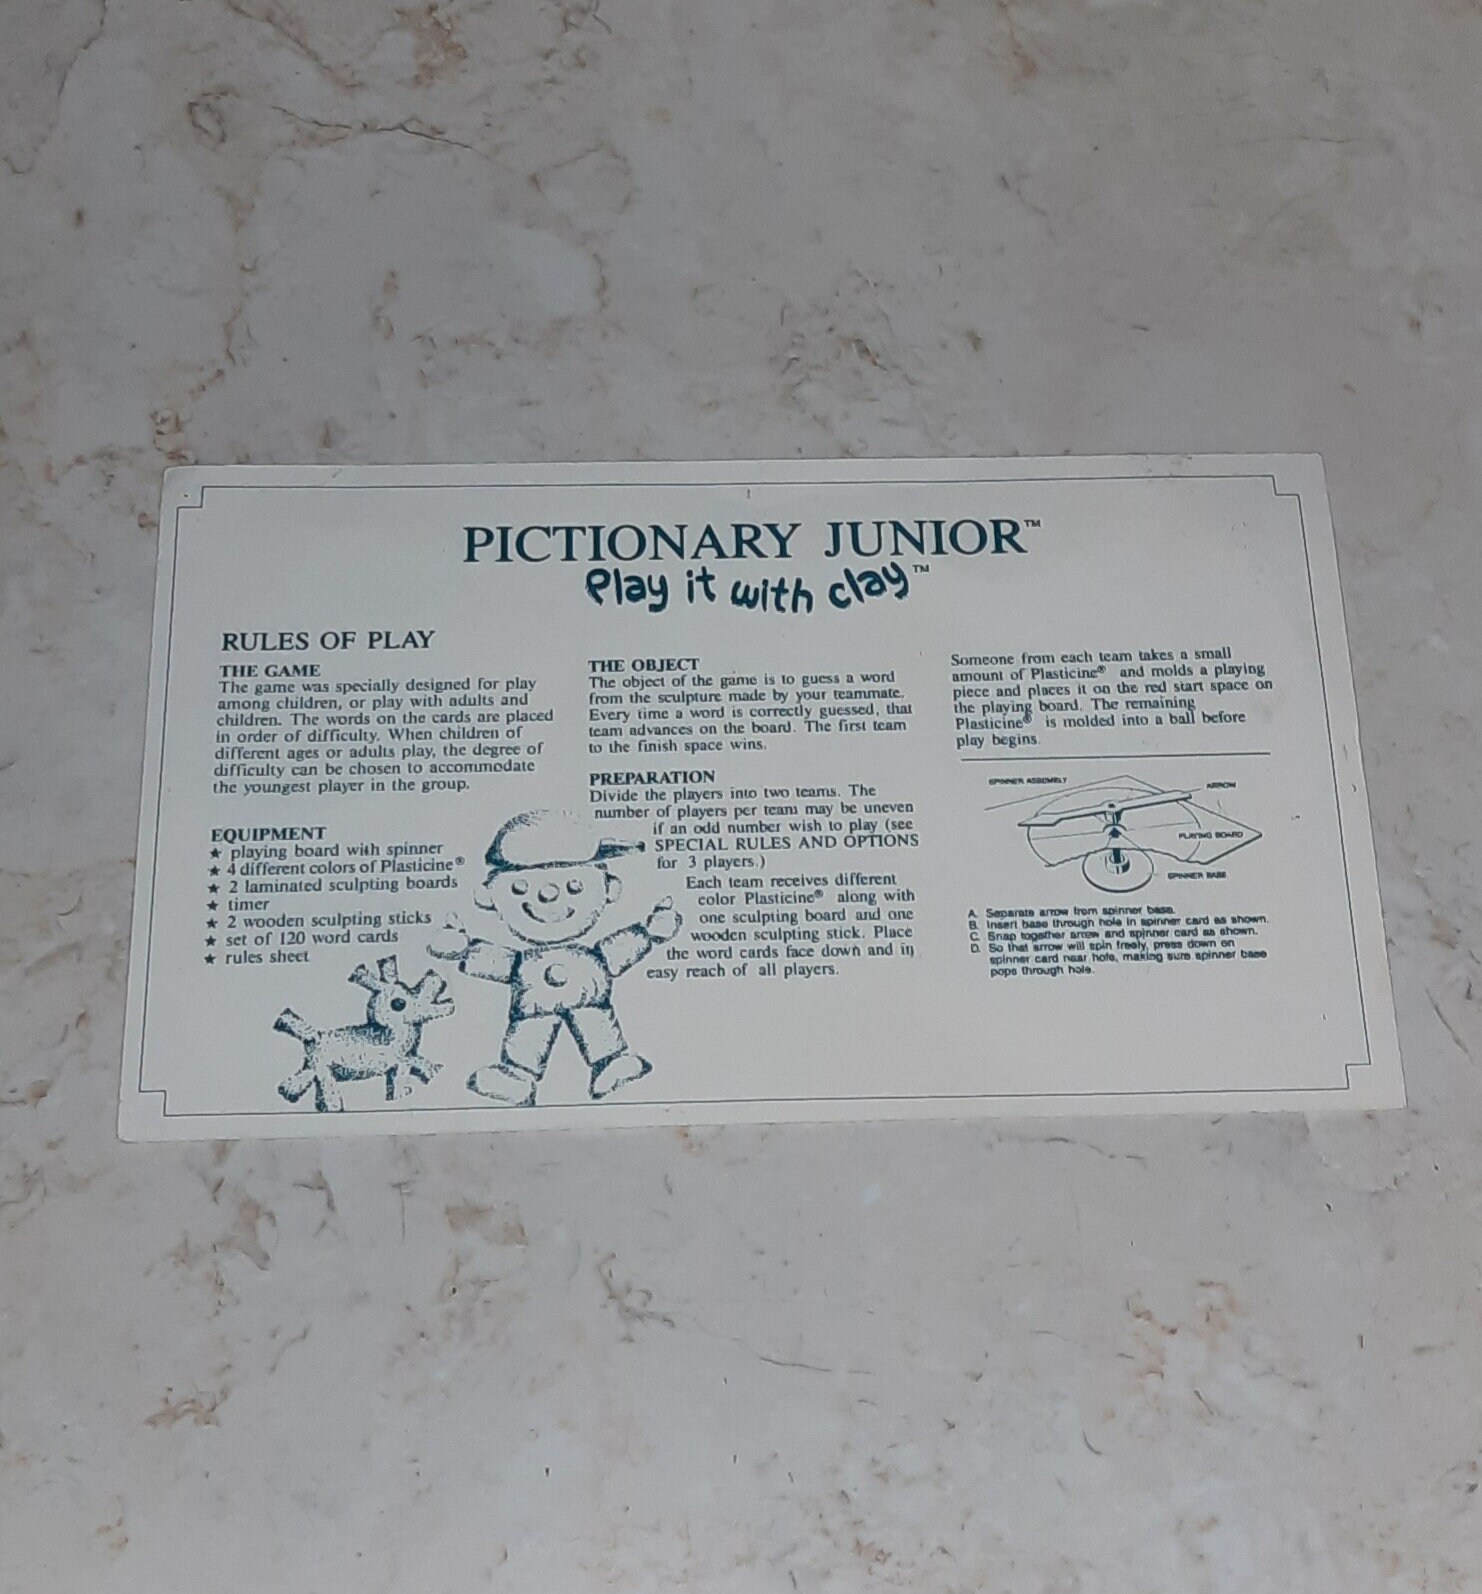 PICTIONARY JUNIOR™
Play it with clay™
RULES OF PLAY
THE GAME
The game was specially designed for play
among children, or play with adults and
children. The words on the cards are placed
in order of difficulty. When children of
different ages or adults play, the degree of
difficulty can be chosen to accommodate
the youngest player in the group.
EQUIPMENT
★ playing board with spinner
★ 4 different colors of Plasticine®
★ 2 laminated sculpting boards
★ timer
★ 2 wooden sculpting sticks
★ set of 120 word cards
★ rules sheet
THE OBJECT
The object of the game is to guess a word
from the sculpture made by your teammate.
Every time a word is correctly guessed, that
team advances on the board. The first team
to the finish space wins.
PREPARATION
Divide the players into two teams. The
number of players per team may be uneven
if an odd number wish to play (see
SPECIAL RULES AND OPTIONS
for 3 players.)
Each team receives different
color Plasticine® along with
one sculpting board and one
wooden sculpting stick. Place
the word cards face down and in
easy reach of all players.
Someone from each team takes a small
amount of Plasticine® and molds a playing
piece and places it on the red start space on
the playing board. The remaining
Plasticine® is molded into a ball before
play begins.
SPINNER ASSEMBLY
ARROW
PLAYING BOARD
SPINNER BASE
A. Separate arrow from spinner base.
B. Insert base through hole in spinner card as shown.
C. Snap together arrow and spinner card as shown.
D. So that arrow will spin freely, press down on
spinner card near hole, making sure spinner base
pops through hole.